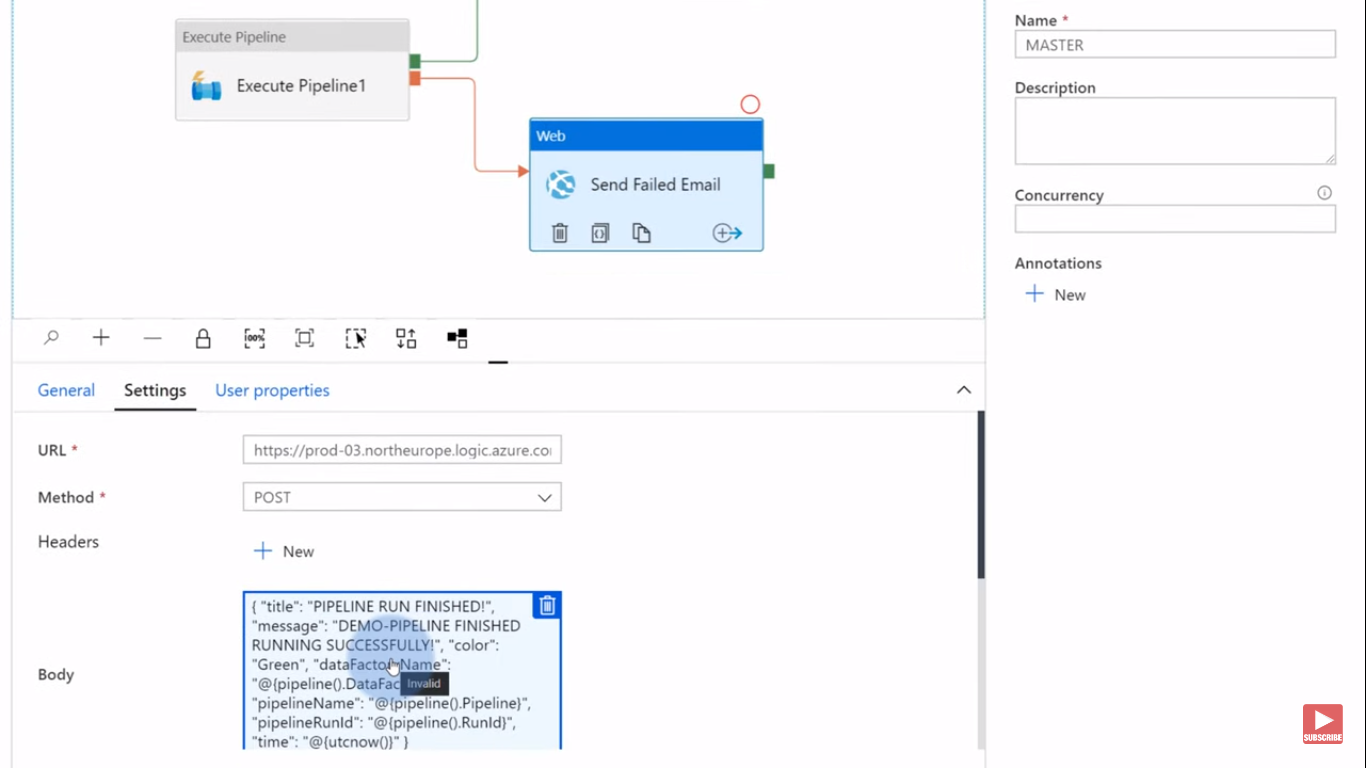 Execute Pipeline
Execute Pipeline1
Web
Send Failed Email
100%
General
Settings
User properties
URL *
https://prod-03.northeurope.logic.azure.co
Method *
POST
Headers
New
Body
{ "title": "PIPELINE RUN FINISHED!",
"message": "DEMO-PIPELINE FINISHED
RUNNING SUCCESSFULLY!", "color":
"Green", "dataFactoryName":
"@{pipeline().DataFac
Invalid
"pipelineName": "@{pipeline().Pipeline}",
"pipelineRunId": "@{pipeline().RunId}",
"time": "@{utcnow()}" }
Name *
MASTER
Description
Concurrency
Annotations
New
SUBSCRIBE